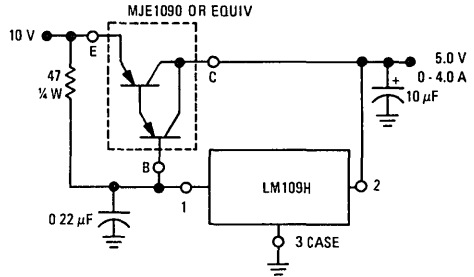 MJE1090 OR EQUIV
10 V
E
C
5.0 V
0 - 4.0 A
47
¼ W
+
10 µF
B
1
LM109H
2
0 22 µF
3 CASE